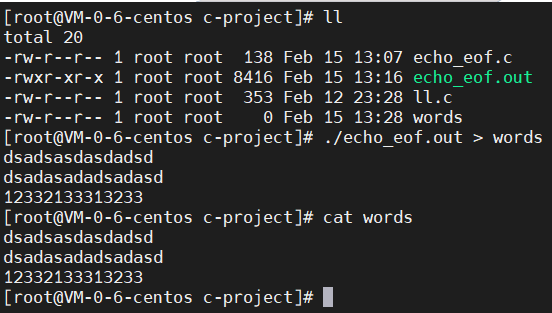 [root@VM-0-6-centos c-project]# ll
total 20
-rw-r--r-- 1 root root  138 Feb 15 13:07 echo_eof.c
-rwxr-xr-x 1 root root 8416 Feb 15 13:16 echo_eof.out
-rw-r--r-- 1 root root  353 Feb 12 23:28 ll.c
-rw-r--r-- 1 root root    0 Feb 15 13:28 words
[root@VM-0-6-centos c-project]# ./echo_eof.out > words
dsadsasdasdadsd
dsadasadadsadasd
12332133313233
[root@VM-0-6-centos c-project]# cat words
dsadsasdasdadsd
dsadasadadsadasd
12332133313233
[root@VM-0-6-centos c-project]#